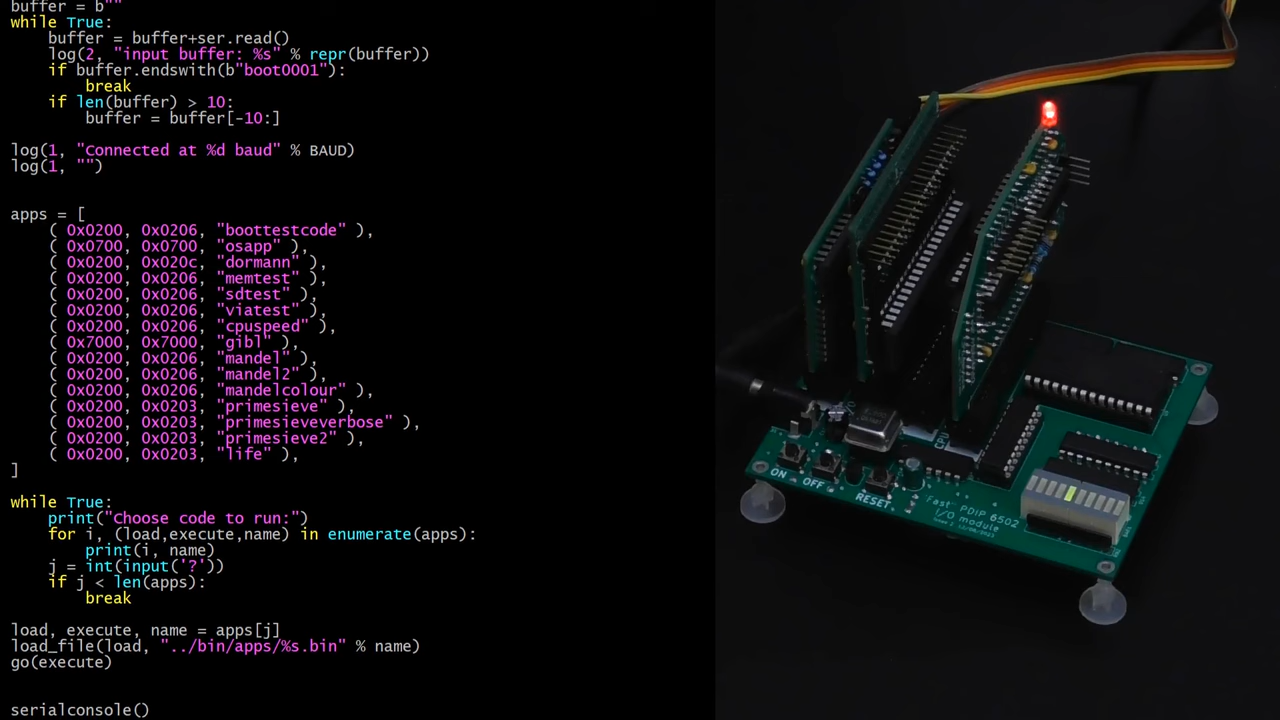 buffer = b""
while True:
    buffer = buffer+ser.read()
    log(2, "input buffer: %s" % repr(buffer))
    if buffer.endswith(b"boot0001"):
        break
    if len(buffer) > 10:
        buffer = buffer[-10:]
log(1, "Connected at %d baud" % BAUD)
log(1, "")
apps = [
    ( 0x0200, 0x0206, "boottestcode" ),
    ( 0x0700, 0x0700, "osapp" ),
    ( 0x0200, 0x020c, "dormann" ),
    ( 0x0200, 0x0206, "memtest" ),
    ( 0x0200, 0x0206, "sdtest" ),
    ( 0x0200, 0x0206, "viatest" ),
    ( 0x0200, 0x0206, "cpuspeed" ),
    ( 0x7000, 0x7000, "gibl" ),
    ( 0x0200, 0x0206, "mandel" ),
    ( 0x0200, 0x0206, "mandel2" ),
    ( 0x0200, 0x0206, "mandelcolour" ),
    ( 0x0200, 0x0203, "primesieve" ),
    ( 0x0200, 0x0203, "primesieveverbose" ),
    ( 0x0200, 0x0203, "primesieve2" ),
    ( 0x0200, 0x0203, "life" ),
]
while True:
    print("Choose code to run:")
    for i, (load,execute,name) in enumerate(apps):
        print(i, name)
    j = int(input('?'))
    if j < len(apps):
        break
load, execute, name = apps[j]
load_file(load, "../bin/apps/%s.bin" % name)
go(execute)
serialconsole()
CPU
ON
OFF
RESET
"Fast" PDIP 6502
I/O module